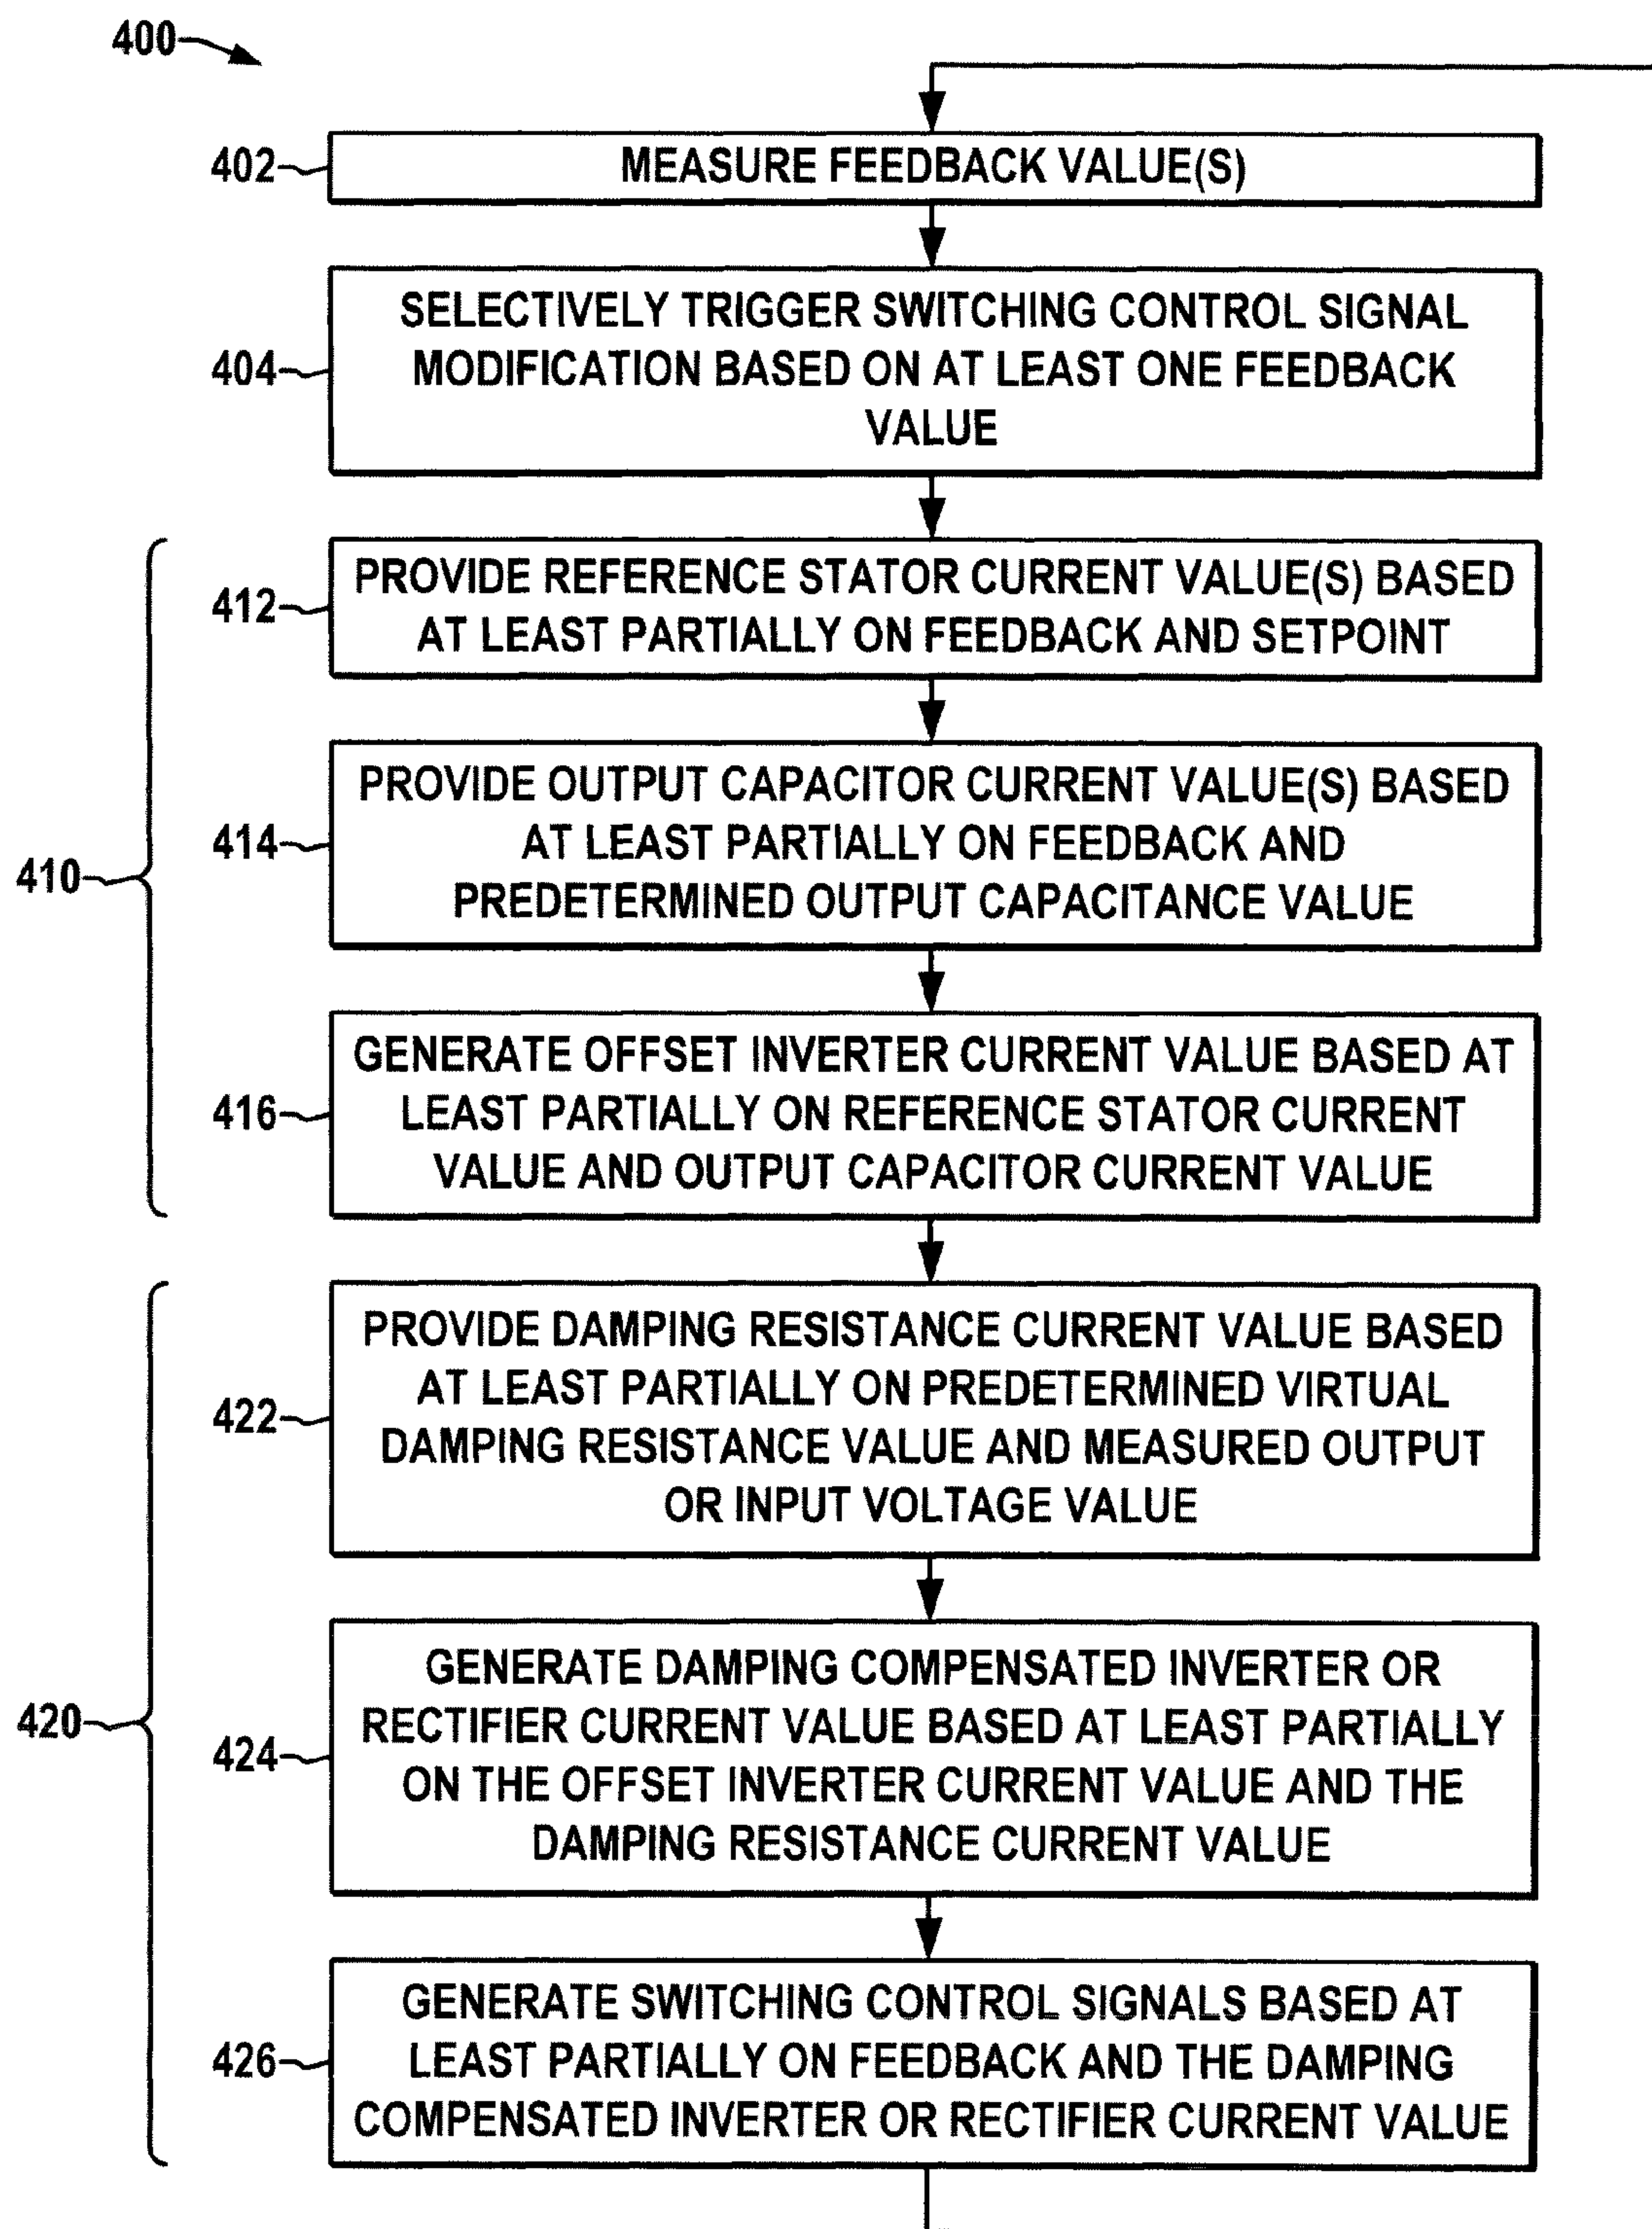 400
402
MEASURE FEEDBACK VALUE(S)
404
SELECTIVELY TRIGGER SWITCHING CONTROL SIGNAL
MODIFICATION BASED ON AT LEAST ONE FEEDBACK
VALUE
410
412
PROVIDE REFERENCE STATOR CURRENT VALUE(S) BASED
AT LEAST PARTIALLY ON FEEDBACK AND SETPOINT
414
PROVIDE OUTPUT CAPACITOR CURRENT VALUE(S) BASED
AT LEAST PARTIALLY ON FEEDBACK AND
PREDETERMINED OUTPUT CAPACITANCE VALUE
416
GENERATE OFFSET INVERTER CURRENT VALUE BASED AT
LEAST PARTIALLY ON REFERENCE STATOR CURRENT
VALUE AND OUTPUT CAPACITOR CURRENT VALUE
420
422
PROVIDE DAMPING RESISTANCE CURRENT VALUE BASED
AT LEAST PARTIALLY ON PREDETERMINED VIRTUAL
DAMPING RESISTANCE VALUE AND MEASURED OUTPUT
OR INPUT VOLTAGE VALUE
424
GENERATE DAMPING COMPENSATED INVERTER OR
RECTIFIER CURRENT VALUE BASED AT LEAST PARTIALLY
ON THE OFFSET INVERTER CURRENT VALUE AND THE
DAMPING RESISTANCE CURRENT VALUE
426
GENERATE SWITCHING CONTROL SIGNALS BASED AT
LEAST PARTIALLY ON FEEDBACK AND THE DAMPING
COMPENSATED INVERTER OR RECTIFIER CURRENT VALUE